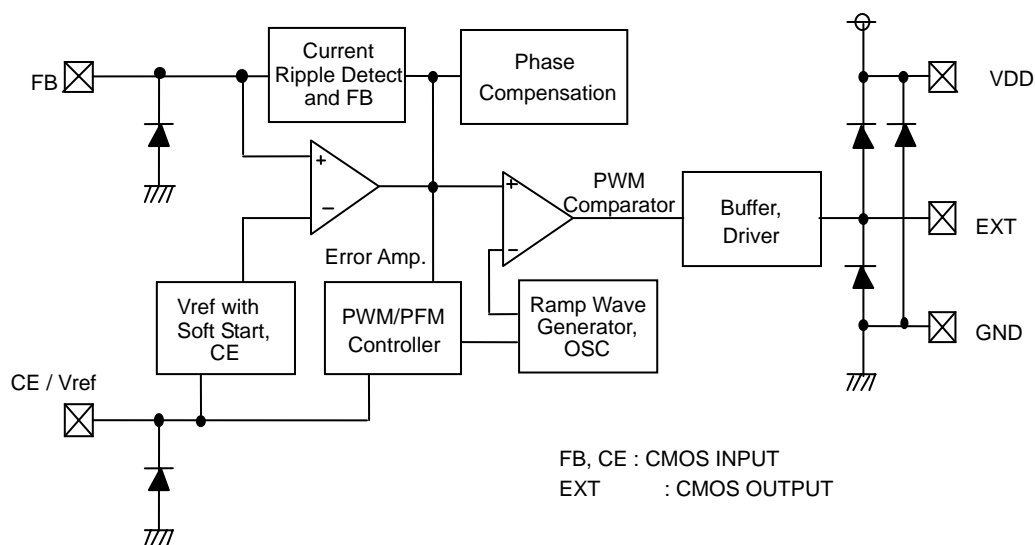 Current
Ripple Detect
and FB
Phase
Compensation
FB
VDD
+
−
+
−
PWM
Comparator
Buffer,
Driver
EXT
Error Amp.
Vref with
Soft Start,
CE
PWM/PFM
Controller
Ramp Wave
Generator,
OSC
GND
CE / Vref
FB, CE : CMOS INPUT
EXT : CMOS OUTPUT